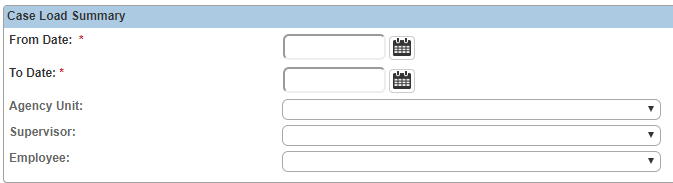 Case Load Summary
From Date: *
To Date: *
Agency Unit:
Supervisor:
Employee: